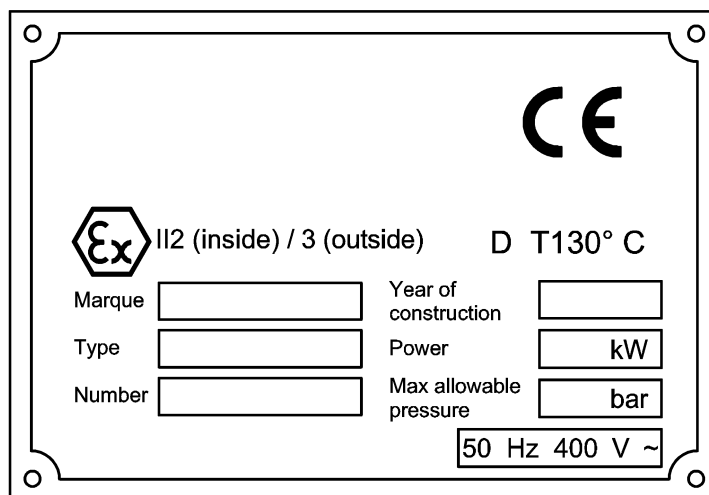 CE
Ex II2 (inside) / 3 (outside) D T130° C
Marque
Year of
construction
Type
Power kW
Number
Max allowable
pressure bar
50 Hz 400 V ~